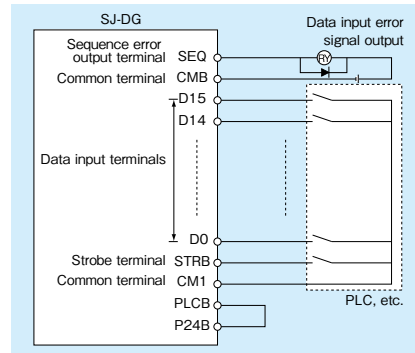 SJ-DG
Data input error
signal output
Sequence error
output terminal SEQ
RY
Common terminal CMB
D15
D14
Data input terminals
D0
Strobe terminal STRB
Common terminal CM1
PLCB
P24B
PLC, etc.